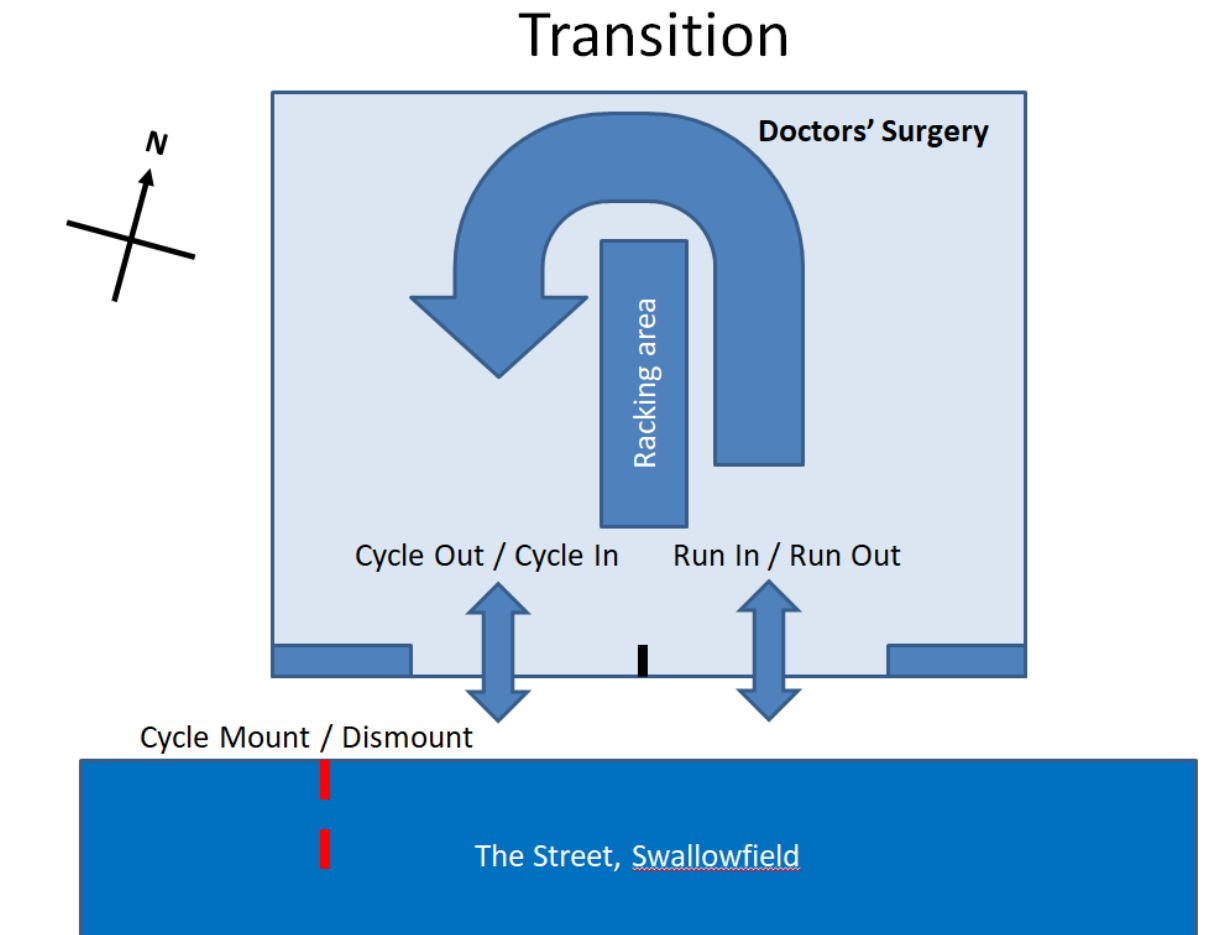 Transition
N
Doctors' Surgery
Racking area
Cycle Out / Cycle In
Run In / Run Out
Cycle Mount / Dismount
The Street, Swallowfield